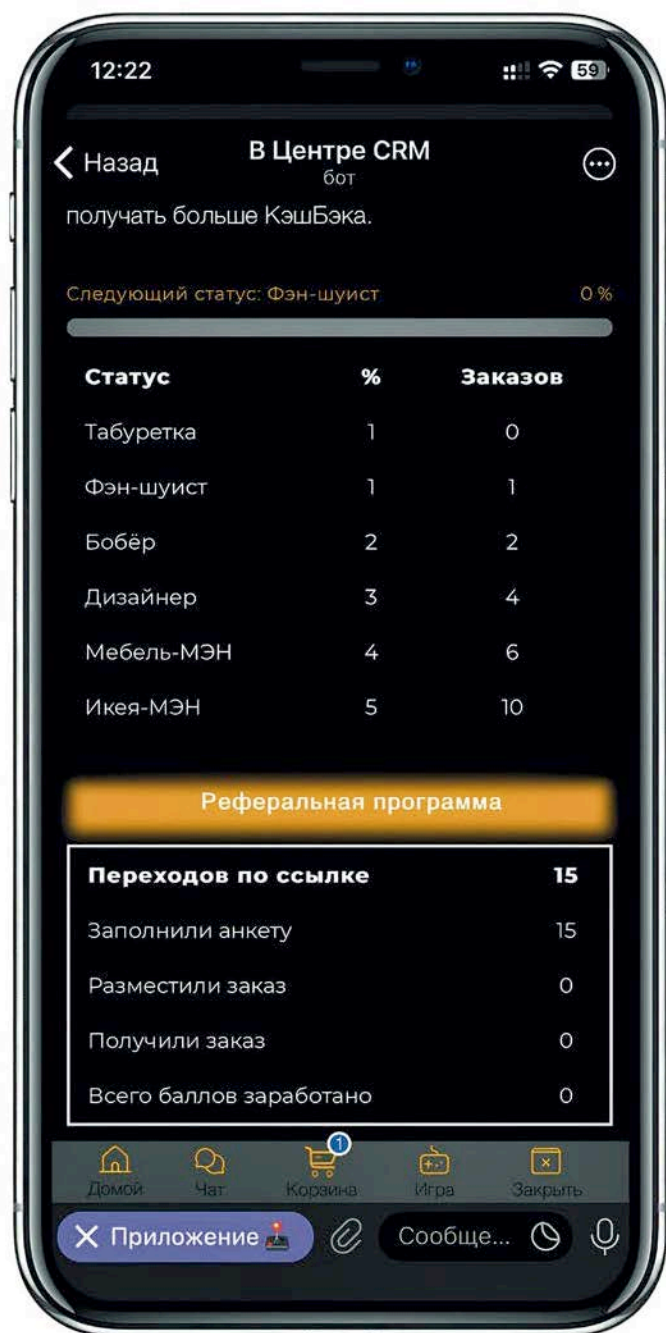 12:22
59
Назад
В Центре CRM
бот
получать больше КэшБэка.
Следующий статус: Фэн-шуист 0 %
Статус % Заказов
Табуретка 1 0
Фэн-шуист 1 1
Бобёр 2 2
Дизайнер 3 4
Мебель-МЭН 4 6
Икея-МЭН 5 10
Реферальная программа
Переходов по ссылке 15
Заполнили анкету 15
Разместили заказ 0
Получили заказ 0
Всего баллов заработано 0
1
Домой Чат Корзина Игра Закрыть
Приложение Сообще...